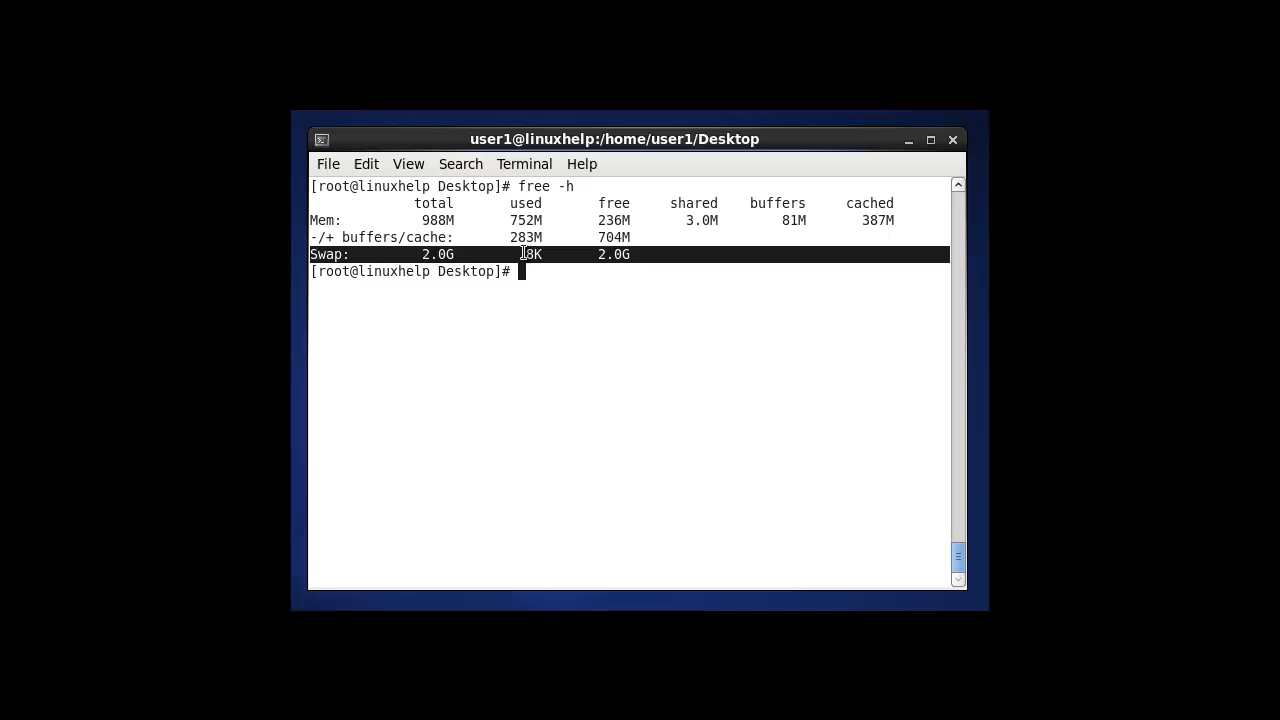 user1@linuxhelp:/home/user1/Desktop
File Edit View Search Terminal Help
[root@linuxhelp Desktop]# free -h
total used free shared buffers cached
Mem: 988M 752M 236M 3.0M 81M 387M
-/+ buffers/cache: 283M 704M
Swap: 2.0G 2.0G
[root@linuxhelp Desktop]#